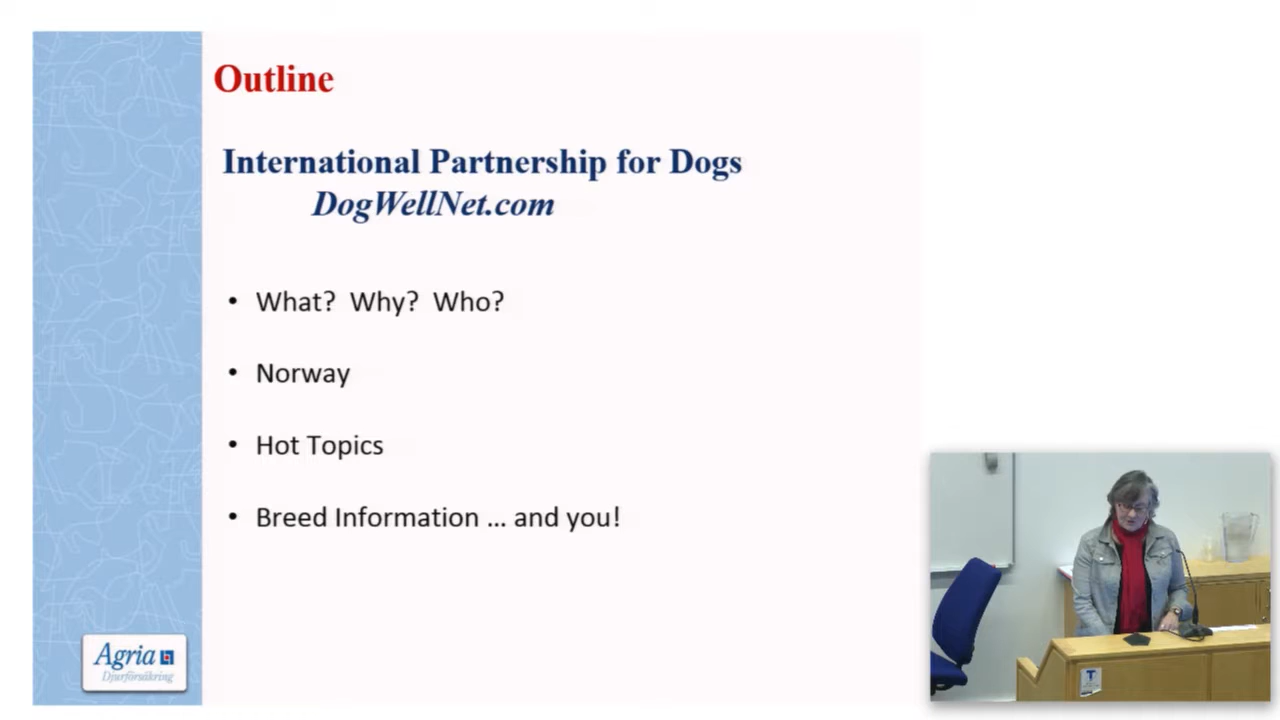 Outline
International Partnership for Dogs
DogWellNet.com
• What? Why? Who?
• Norway
• Hot Topics
• Breed Information ... and you!
Agria
Djurförsäkring
T